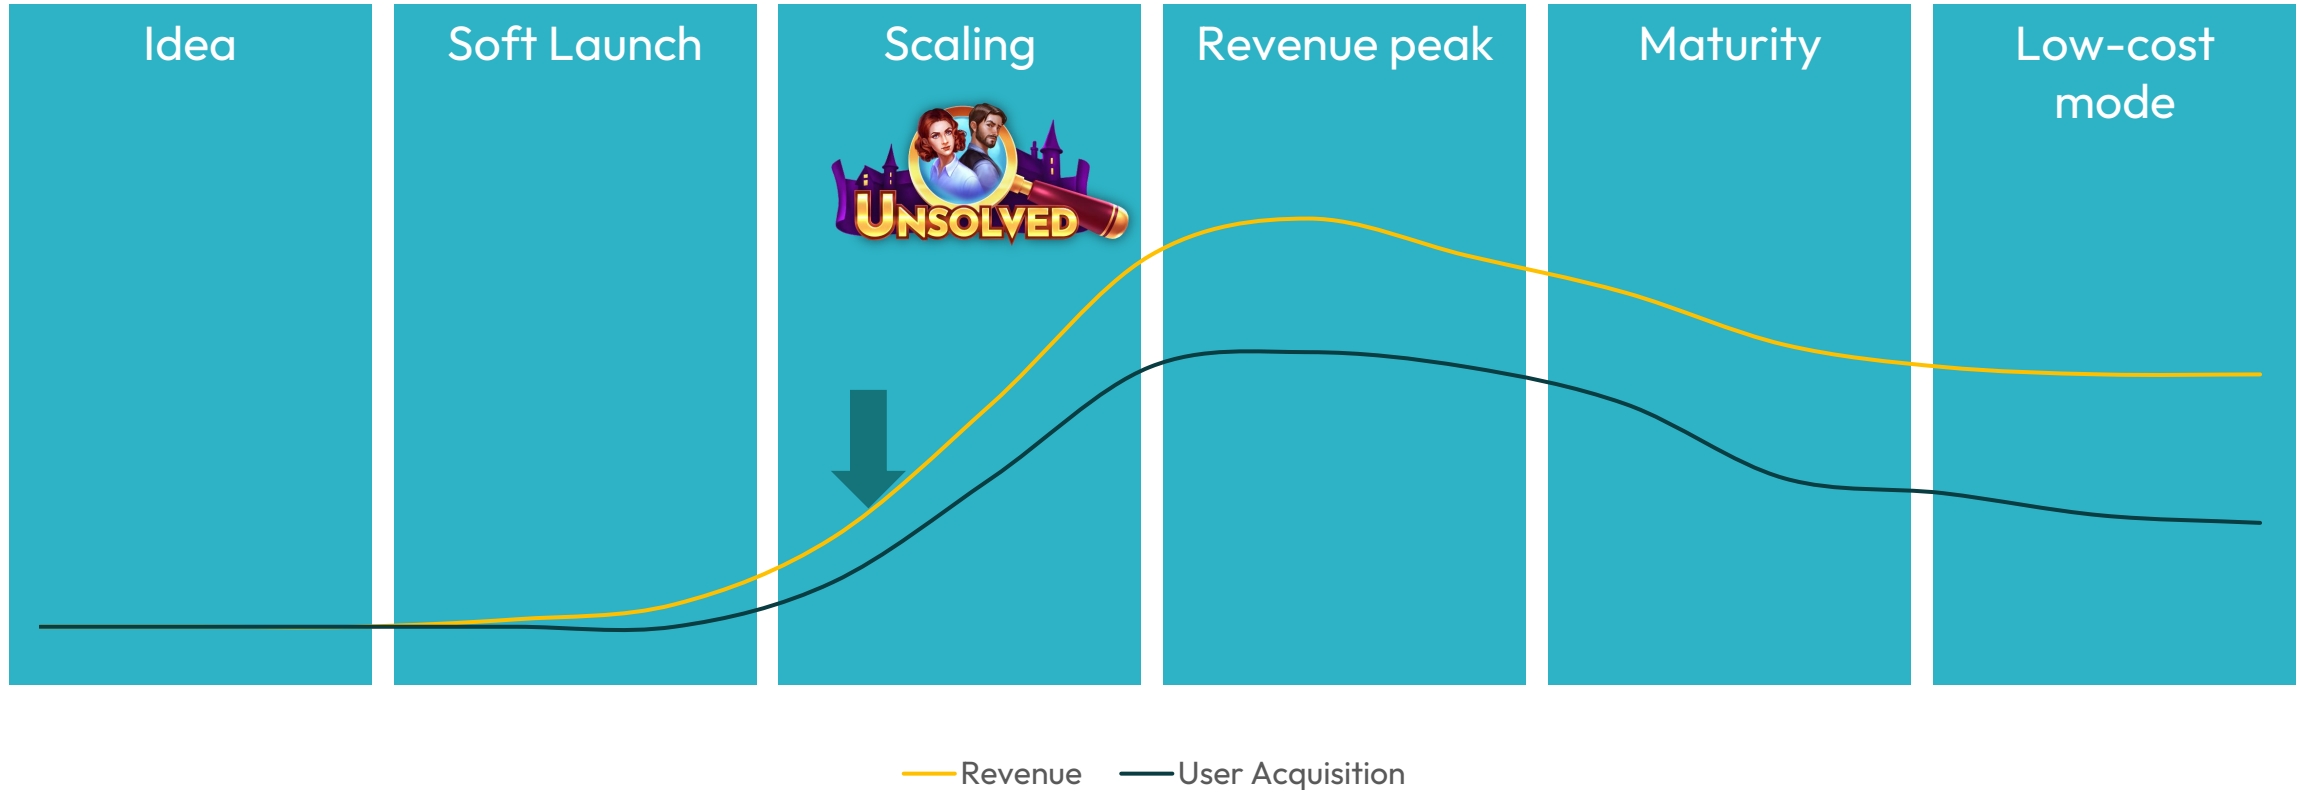 Idea
Soft Launch
Scaling
Revenue peak
Maturity
Low-cost
mode
UNSOLVED
Revenue
User Acquisition